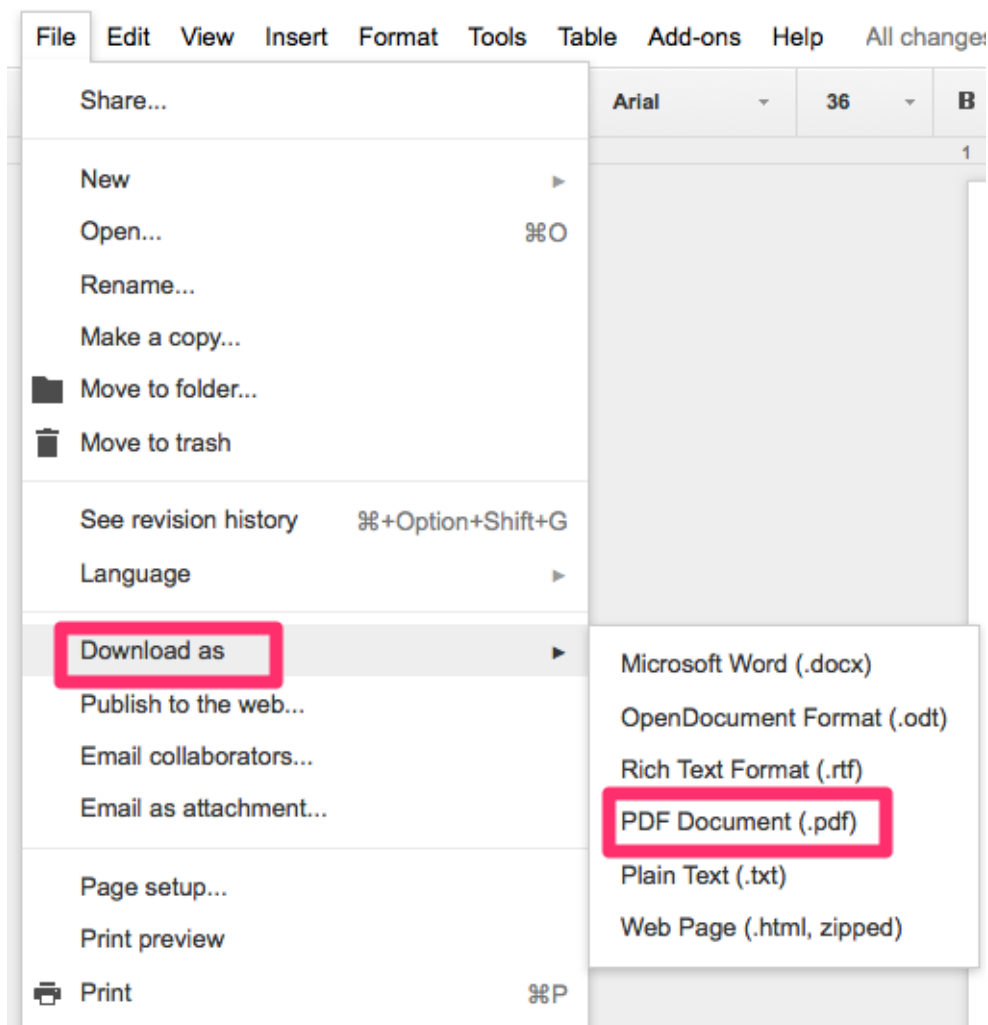 File Edit View Insert Format Tools Table Add-ons Help All changes
Share...
Arial 36 B
1
New
Open... ⌘O
Rename...
Make a copy...
Move to folder...
Move to trash
See revision history ⌘+Option+Shift+G
Language
Download as
Publish to the web...
Email collaborators...
Email as attachment...
Page setup...
Print preview
Print ⌘P
Microsoft Word (.docx)
OpenDocument Format (.odt)
Rich Text Format (.rtf)
PDF Document (.pdf)
Plain Text (.txt)
Web Page (.html, zipped)